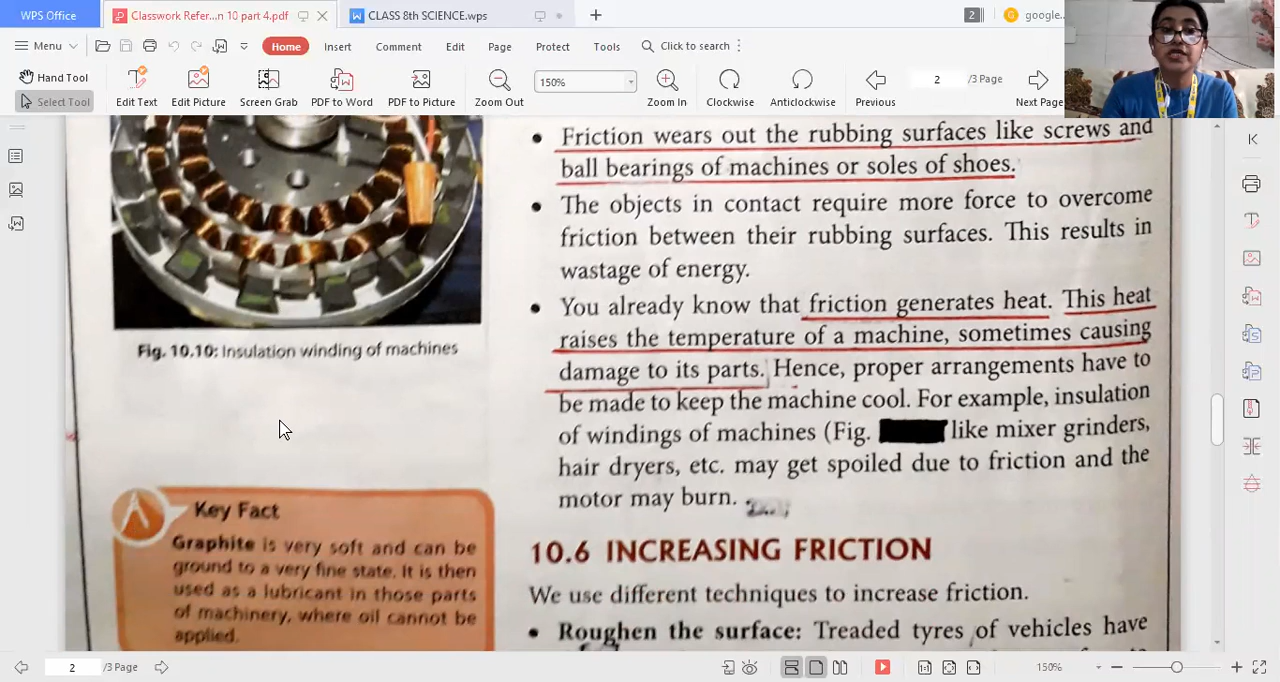 WPS Office
Classwork Refer...n 10 part 4.pdf
CLASS 8th SCIENCE.wps
2
google..
Menu
Home
Insert
Comment
Edit
Page
Protect
Tools
Click to search
Hand Tool
Select Tool
Edit Text
Edit Picture
Screen Grab
PDF to Word
PDF to Picture
Zoom Out
150%
Zoom In
Clockwise
Anticlockwise
Previous
2 /3 Page
Next Page
Fig. 10.10: Insulation winding of machines
Key Fact
Graphite is very soft and can be
ground to a very fine state. It is then
used as a lubricant in those parts
of machinery, where oil cannot be
applied.
• Friction wears out the rubbing surfaces like screws and
ball bearings of machines or soles of shoes.
• The objects in contact require more force to overcome
friction between their rubbing surfaces. This results in
wastage of energy.
• You already know that friction generates heat. This heat
raises the temperature of a machine, sometimes causing
damage to its parts. Hence, proper arrangements have to
be made to keep the machine cool. For example, insulation
of windings of machines (Fig. like mixer grinders,
hair dryers, etc. may get spoiled due to friction and the
motor may burn.
10.6 INCREASING FRICTION
We use different techniques to increase friction.
• Roughen the surface: Treaded tyres of vehicles have
2 /3 Page
150%